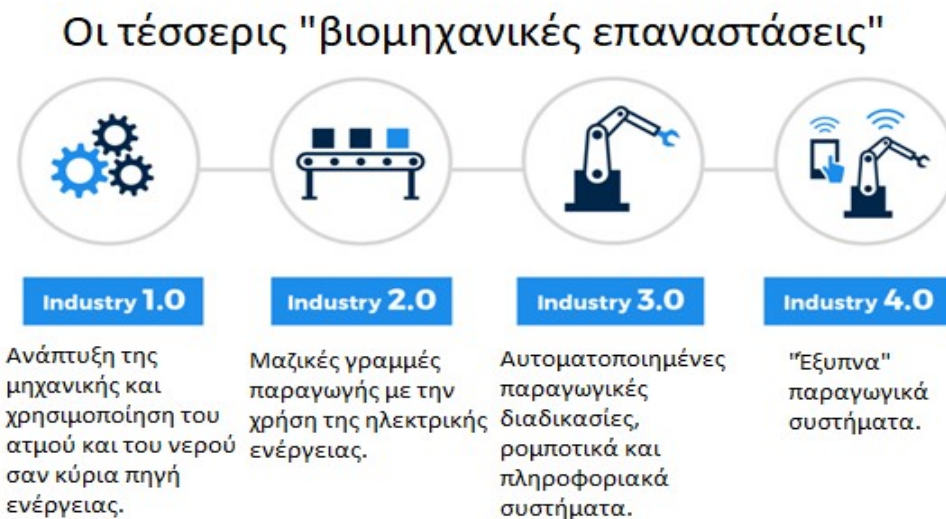 Οι τέσσερις "βιομηχανικές επαναστάσεις"
Industry 1.0
Ανάπτυξη της
μηχανικής και
χρησιμοποίηση του
ατμού και του νερού
σαν κύρια πηγή
ενέργειας.
Industry 2.0
Μαζικές γραμμές
παραγωγής με την
χρήση της ηλεκτρικής
ενέργειας.
Industry 3.0
Αυτοματοποιημένες
παραγωγικές
διαδικασίες,
ρομποτικά και
πληροφοριακά
συστήματα.
Industry 4.0
"Έξυπνα"
παραγωγικά
συστήματα.